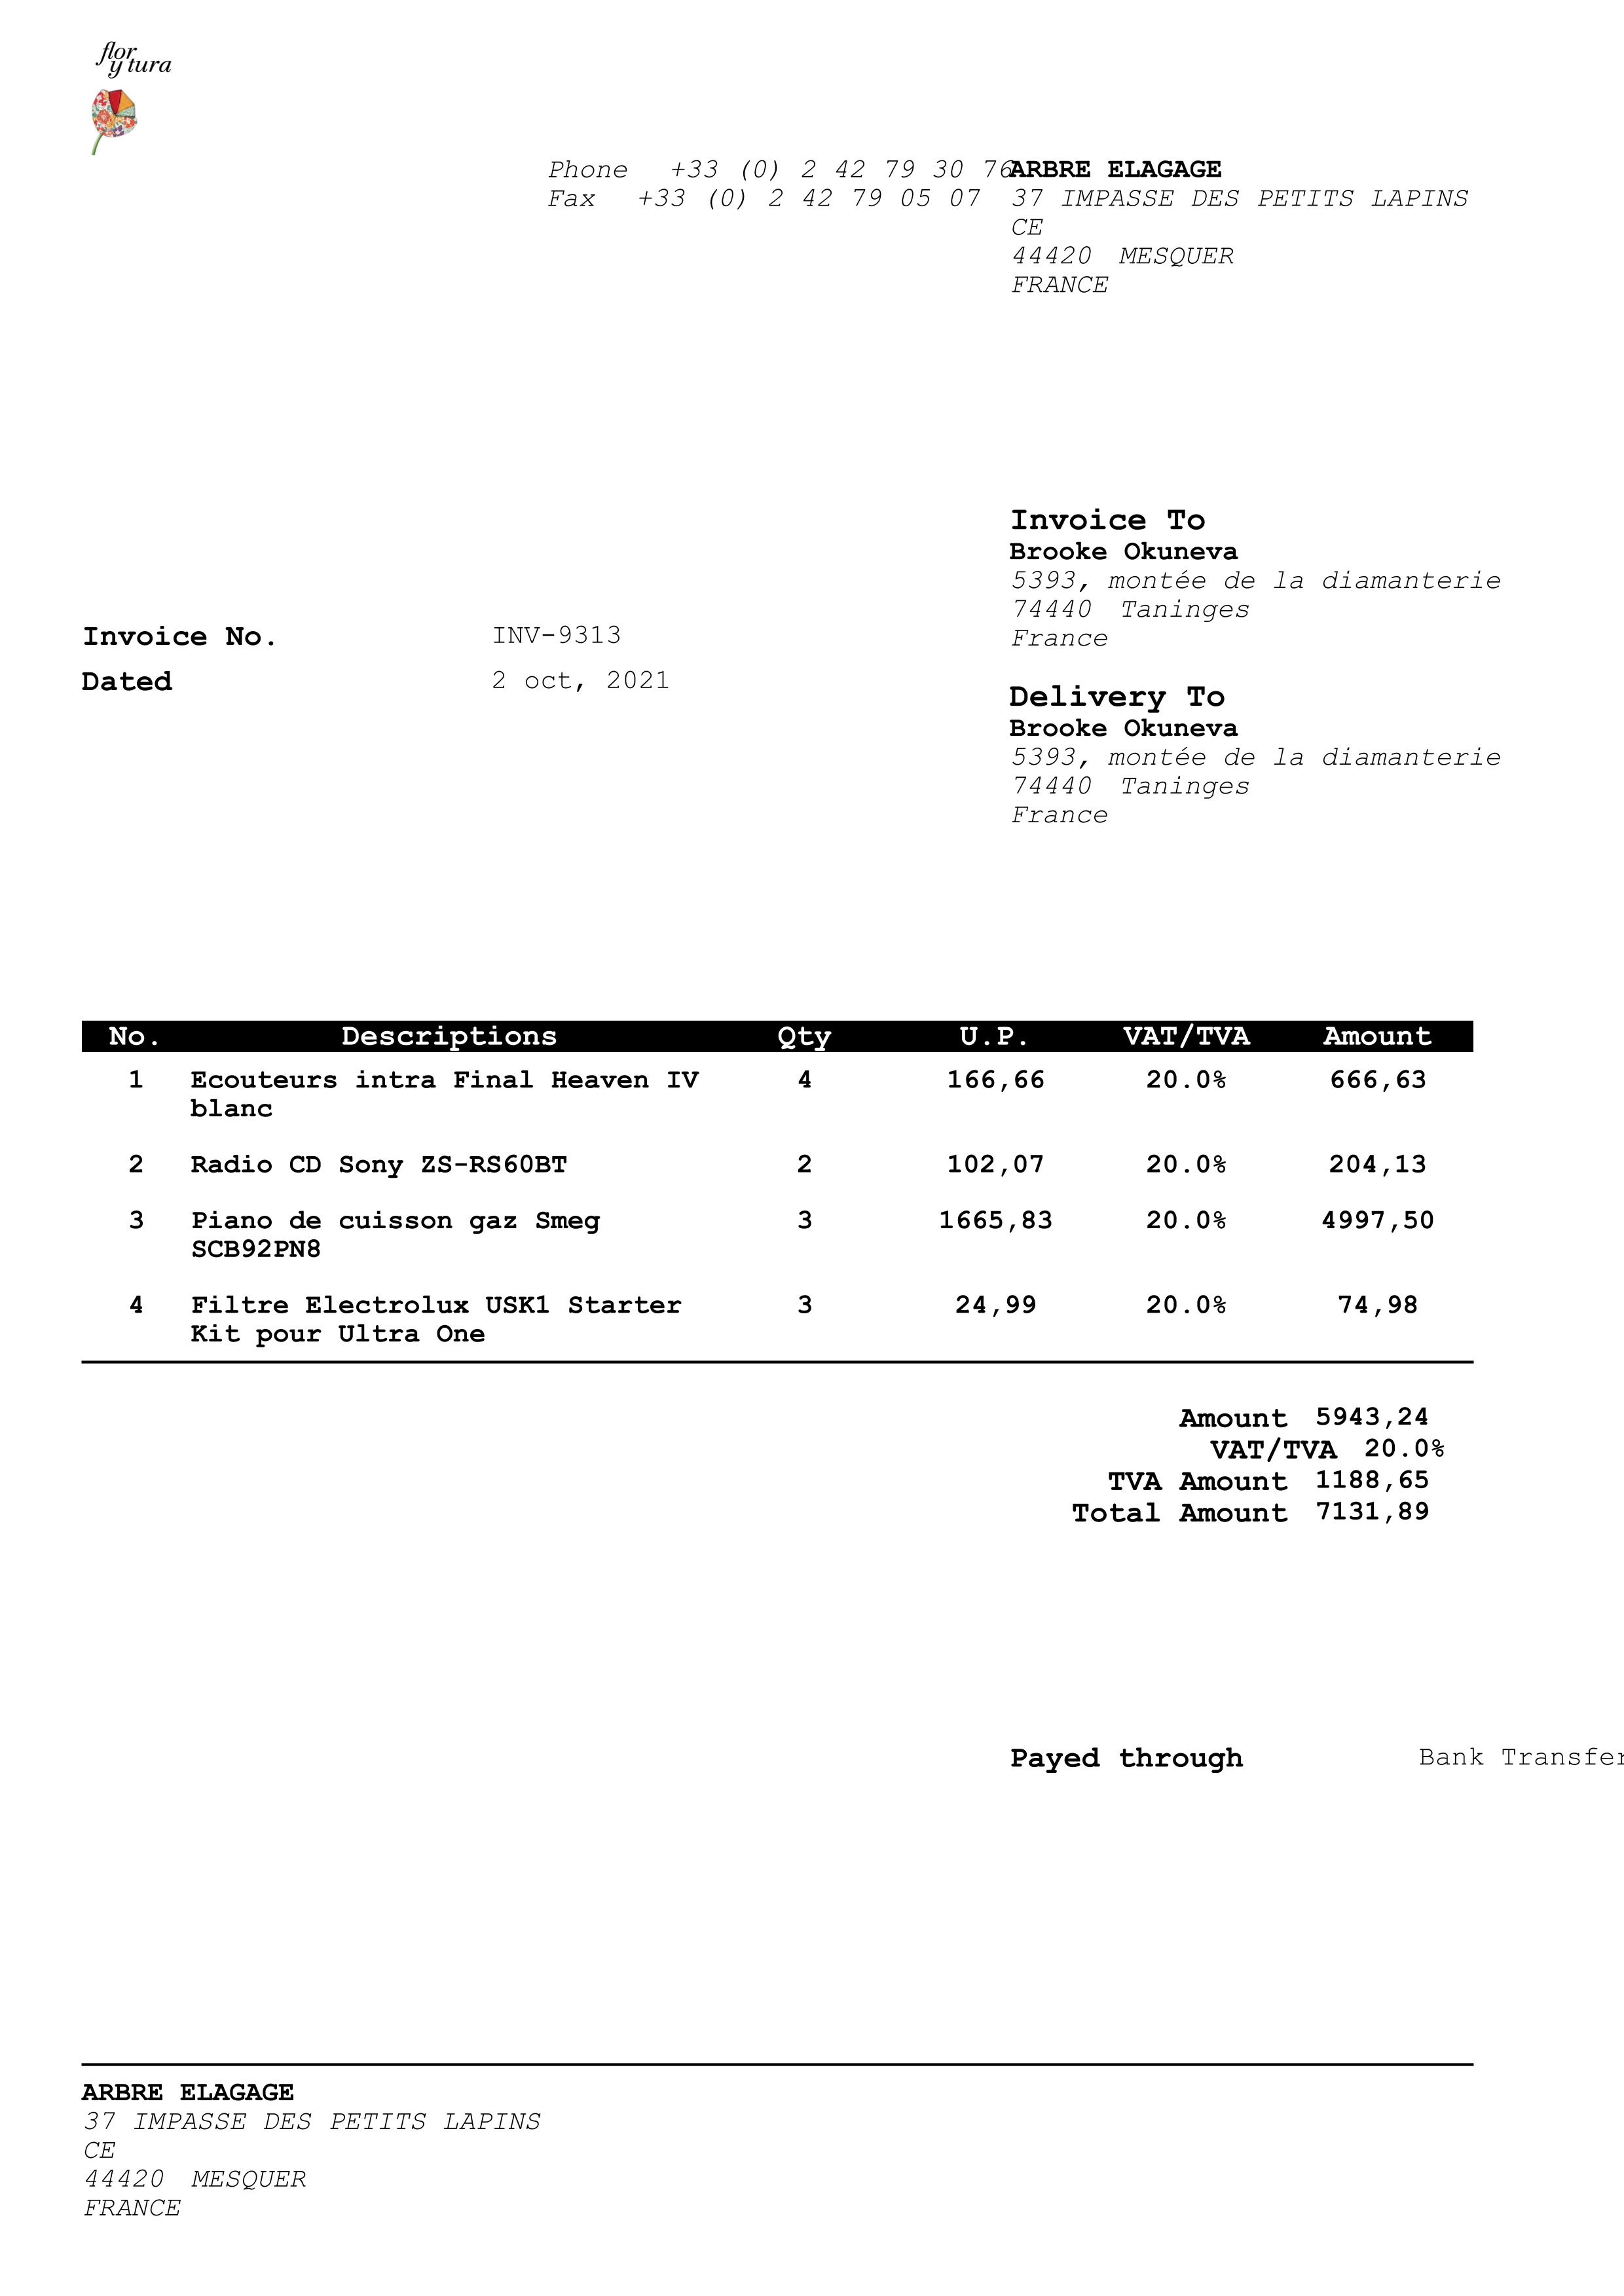 flor
y tura
Phone +33 (0) 2 42 79 30 76
Fax +33 (0) 2 42 79 05 07
ARBRE ELAGAGE
37 IMPASSE DES PETITS LAPINS
CE
44420 MESQUER
FRANCE
Invoice To
Brooke Okuneva
5393, montée de la diamanterie
74440 Taninges
France
Invoice No. INV-9313
Dated 2 oct, 2021
Delivery To
Brooke Okuneva
5393, montée de la diamanterie
74440 Taninges
France
No. Descriptions Qty U.P. VAT/TVA Amount
1 Ecouteurs intra Final Heaven IV 4 166,66 20.0% 666,63
blanc
2 Radio CD Sony ZS-RS60BT 2 102,07 20.0% 204,13
3 Piano de cuisson gaz Smeg 3 1665,83 20.0% 4997,50
SCB92PN8
4 Filtre Electrolux USK1 Starter 3 24,99 20.0% 74,98
Kit pour Ultra One
Amount 5943,24
VAT/TVA 20.0%
TVA Amount 1188,65
Total Amount 7131,89
Payed through Bank Transfer
ARBRE ELAGAGE
37 IMPASSE DES PETITS LAPINS
CE
44420 MESQUER
FRANCE